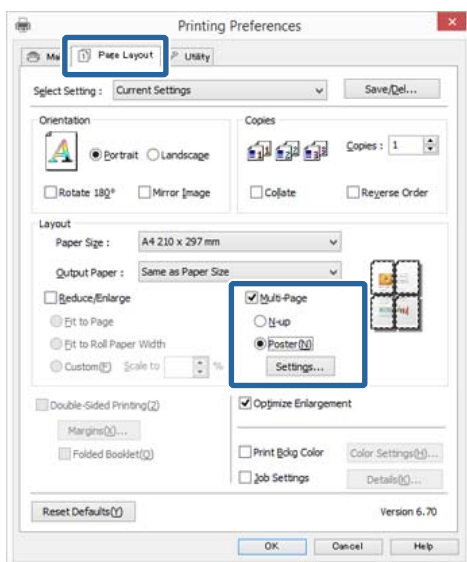 Printing Preferences
Page Layout Utility
Select Setting : Current Settings Save/Del...
Orientation Copies
Portrait Landscape Copies : 1
Rotate 180° Mirror Image Collate Reverse Order
Layout
Paper Size : A4 210 x 297 mm
Output Paper : Same as Paper Size
Reduce/Enlarge Multi-Page
Fit to Page N-up
Fit to Roll Paper Width Poster(N)
Custom(F) Scale to % Settings...
Double-Sided Printing(2) Optimize Enlargement
Margins(X)...
Folded Booklet(Q) Print Bckg Color Color Settings(H)...
Job Settings Details(K)...
Reset Defaults(Y) Version 6.70
OK Cancel Help